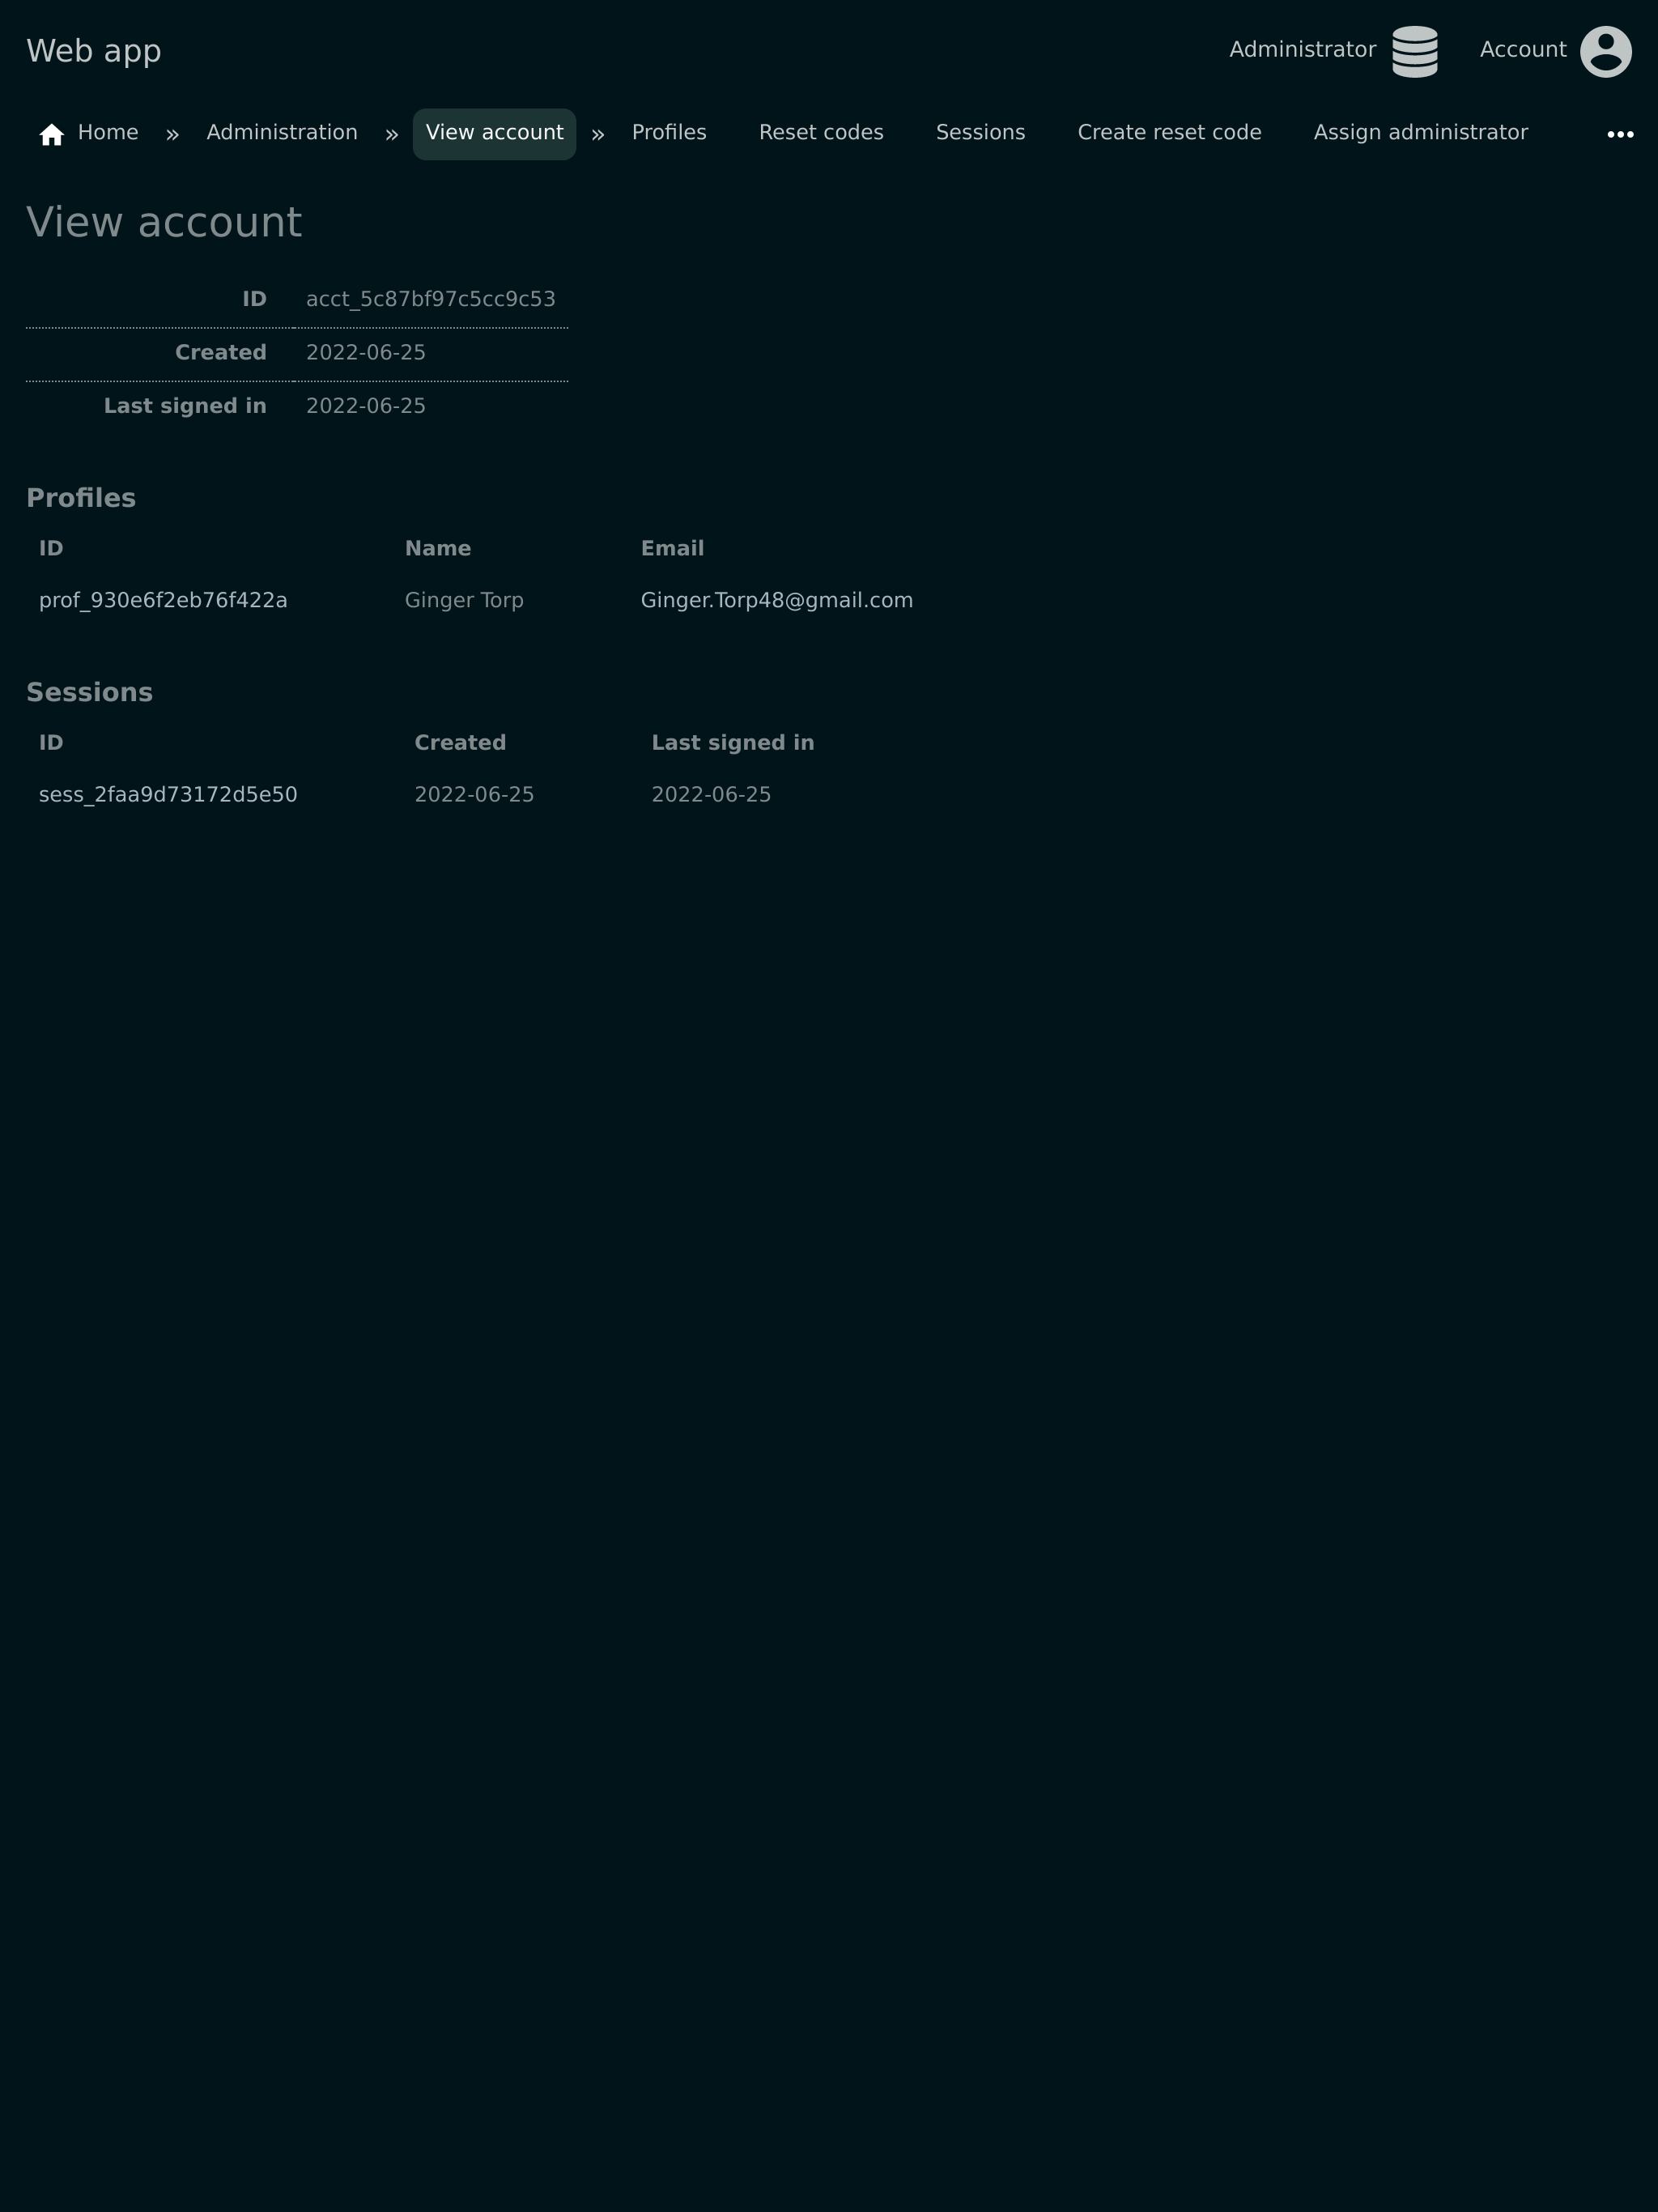 Web app
Administrator
Account
Home » Administration » View account » Profiles Reset codes Sessions Create reset code Assign administrator •••
View account
ID acct_5c87bf97c5cc9c53
Created 2022-06-25
Last signed in 2022-06-25
Profiles
ID Name Email
prof_930e6f2eb76f422a Ginger Torp Ginger.Torp48@gmail.com
Sessions
ID Created Last signed in
sess_2faa9d73172d5e50 2022-06-25 2022-06-25